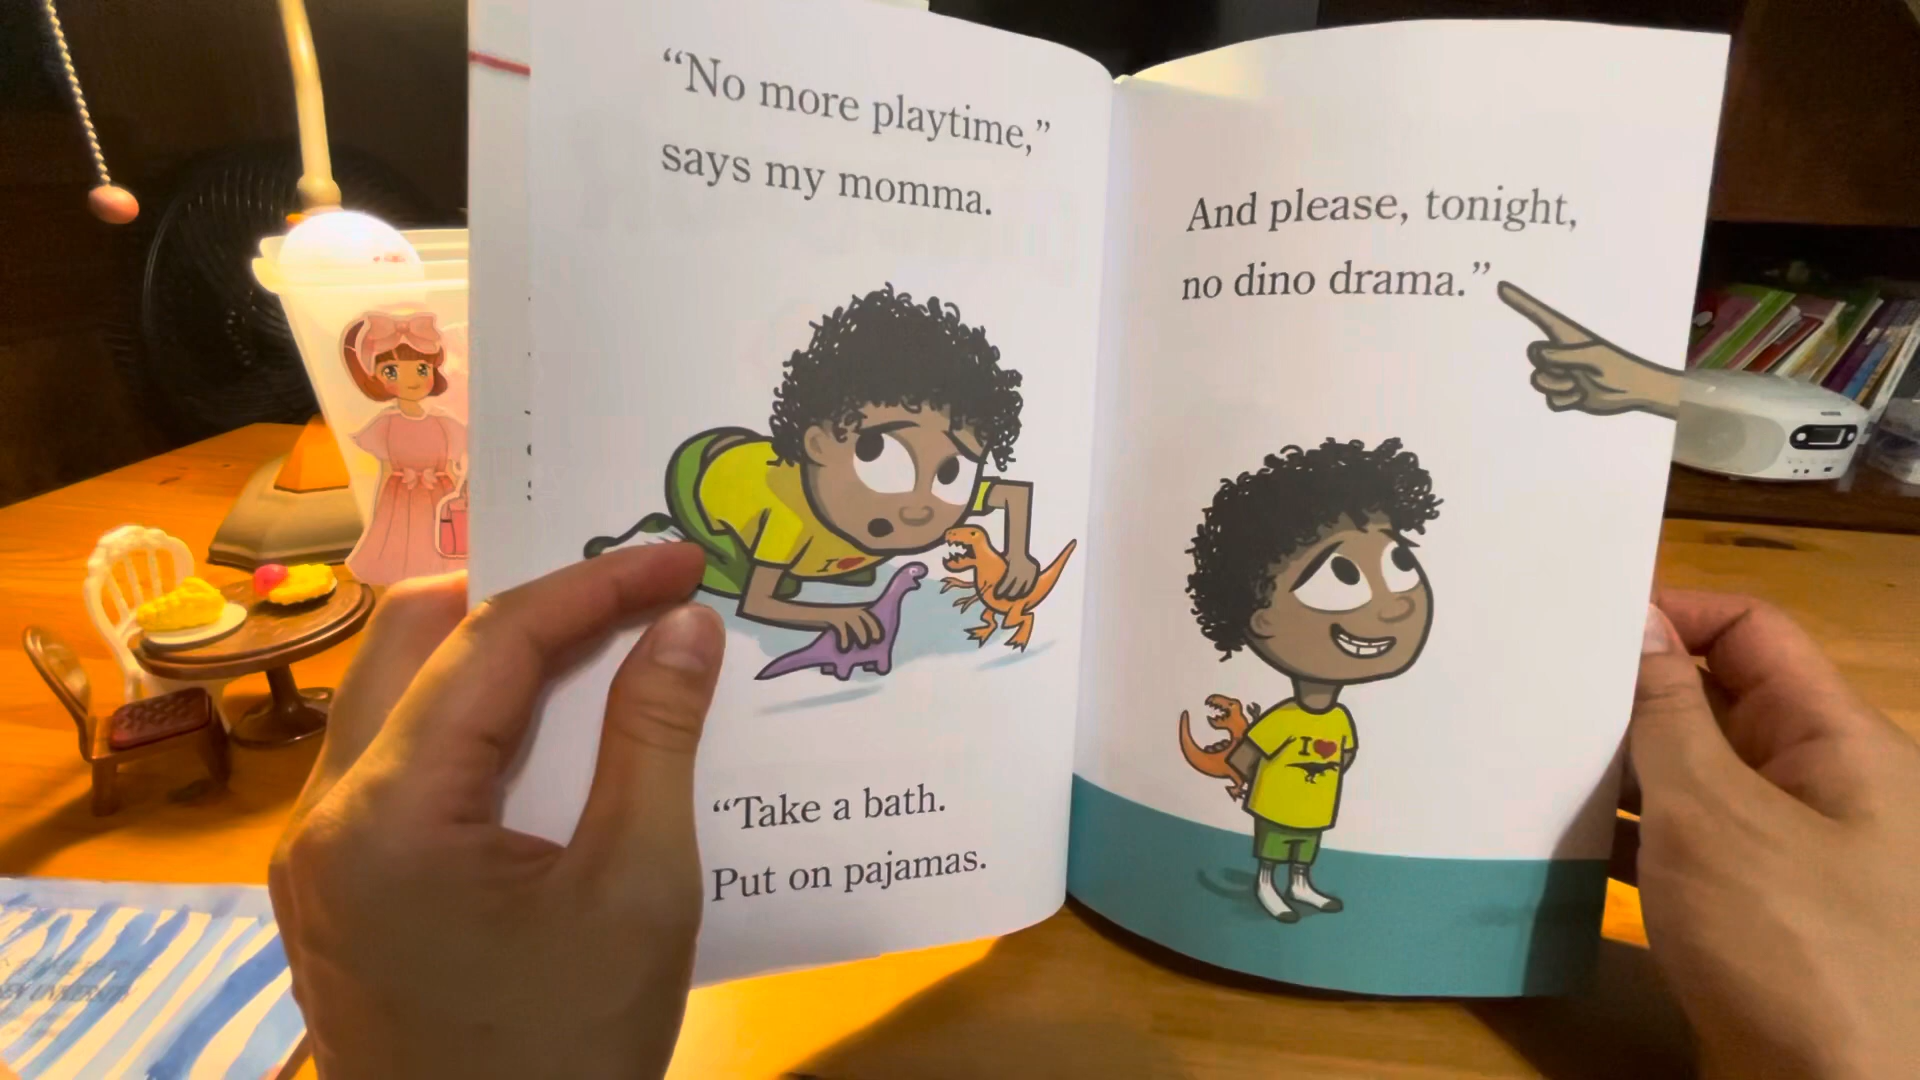 “No more playtime,”
says my momma.
“Take a bath.
Put on pajamas.
And please, tonight,
no dino drama.”
I
I